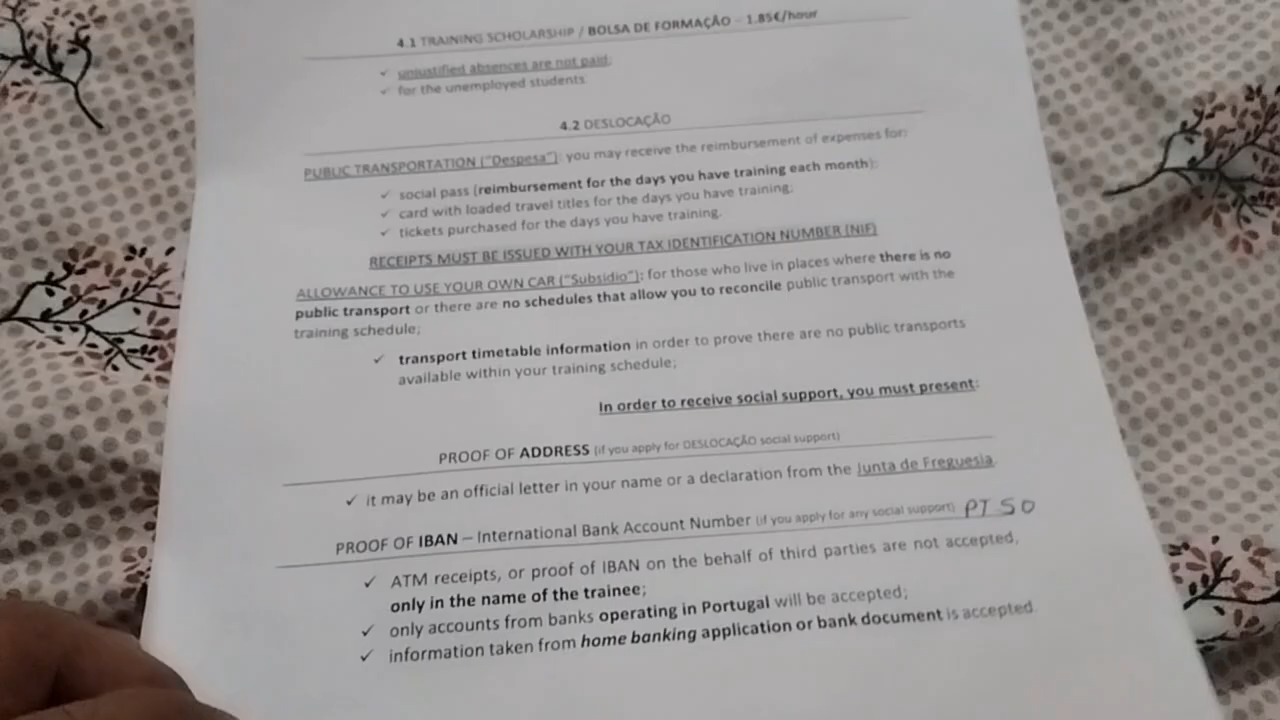 4.1 TRAINING SCHOLARSHIP / BOLSA DE FORMAÇÃO – 1.85€/hour
✓ unjustified absences are not paid;
✓ for the unemployed students.
4.2 DESLOCAÇÃO
PUBLIC TRANSPORTATION ("Despesa"): you may receive the reimbursement of expenses for:
✓ social pass (reimbursement for the days you have training each month);
✓ card with loaded travel titles for the days you have training;
✓ tickets purchased for the days you have training.
RECEIPTS MUST BE ISSUED WITH YOUR TAX IDENTIFICATION NUMBER (NIF)
ALLOWANCE TO USE YOUR OWN CAR ("Subsídio"): for those who live in places where there is no
public transport or there are no schedules that allow you to reconcile public transport with the
training schedule;
✓ transport timetable information in order to prove there are no public transports
available within your training schedule;
In order to receive social support, you must present:
PROOF OF ADDRESS (if you apply for DESLOCAÇÃO social support)
✓ it may be an official letter in your name or a declaration from the Junta de Freguesia.
PROOF OF IBAN – International Bank Account Number (if you apply for any social support) PT 50
✓ ATM receipts, or proof of IBAN on the behalf of third parties are not accepted,
only in the name of the trainee;
✓ only accounts from banks operating in Portugal will be accepted;
✓ information taken from home banking application or bank document is accepted.